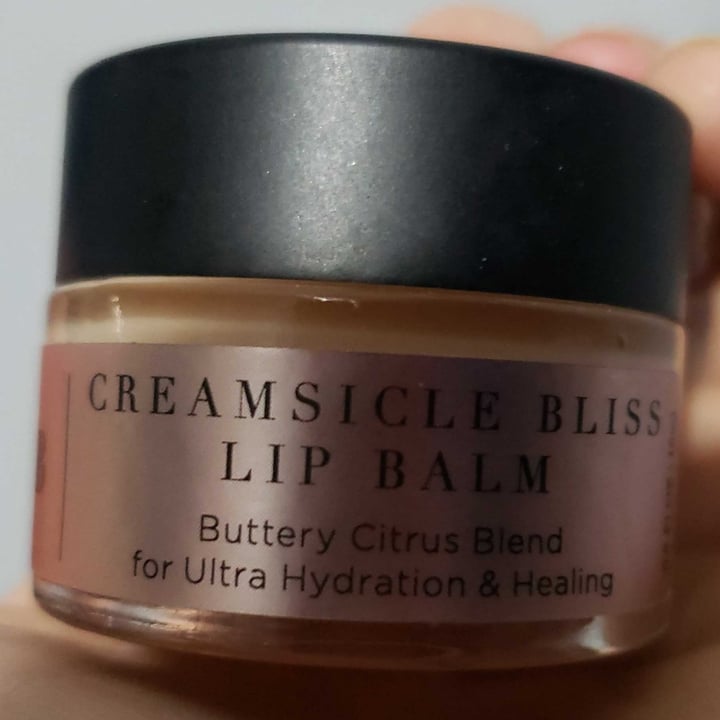 CREAMSICLE BLISS
LIP BALM
Buttery Citrus Blend
for Ultra Hydration & Healing